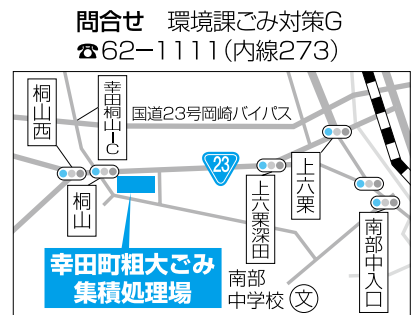 問合せ 環境課ごみ対策G
☎62−1111(内線273)
桐山西
幸田桐山IC
国道23号岡崎バイパス
桐山
23
上六栗深田
上六栗
南部中入口
幸田町粗大ごみ
集積処理場
南部
中学校 文